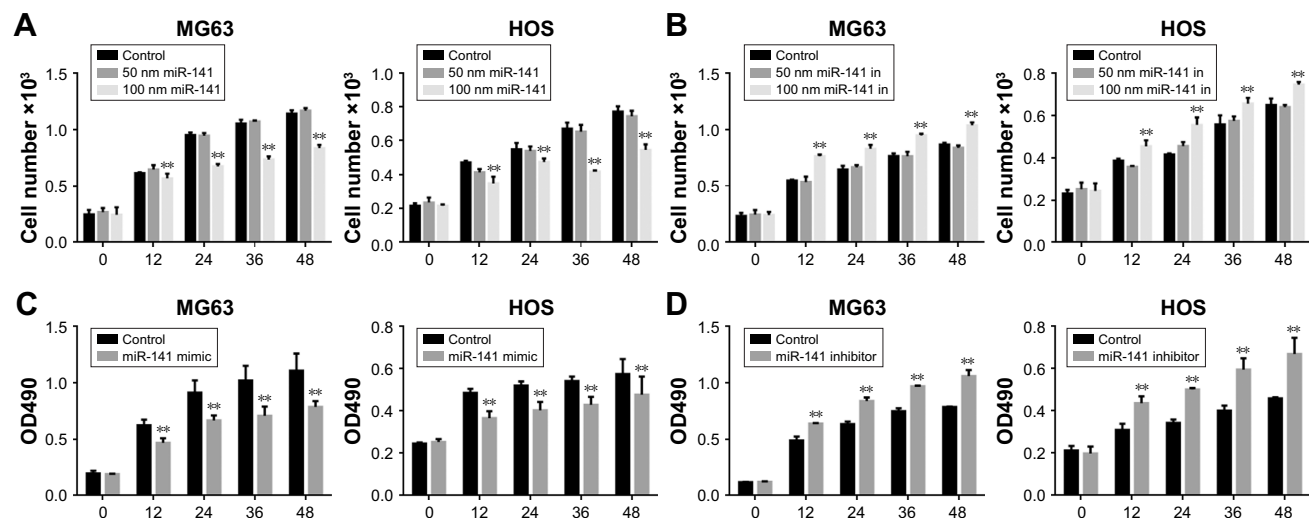 A
MG63
Control
50 nm miR-141
100 nm miR-141
Cell number ×10³
1.5
1.0
0.5
0.0
** ** ** **
0 12 24 36 48
HOS
Control
50 nm miR-141
100 nm miR-141
Cell number ×10³
1.0
0.8
0.6
0.4
0.2
0.0
** ** ** **
0 12 24 36 48
B
MG63
Control
50 nm miR-141 in
100 nm miR-141 in
Cell number ×10³
1.5
1.0
0.5
0.0
** ** ** **
0 12 24 36 48
HOS
Control
50 nm miR-141 in
100 nm miR-141 in
Cell number ×10³
0.8
0.6
0.4
0.2
0.0
** ** ** **
0 12 24 36 48
C
MG63
Control
miR-141 mimic
OD490
1.5
1.0
0.5
0.0
** ** ** **
0 12 24 36 48
HOS
Control
miR-141 mimic
OD490
0.8
0.6
0.4
0.2
0.0
** ** ** **
0 12 24 36 48
D
MG63
Control
miR-141 inhibitor
OD490
1.5
1.0
0.5
0.0
** ** ** **
0 12 24 36 48
HOS
Control
miR-141 inhibitor
OD490
0.8
0.6
0.4
0.2
0.0
** ** ** **
0 12 24 36 48